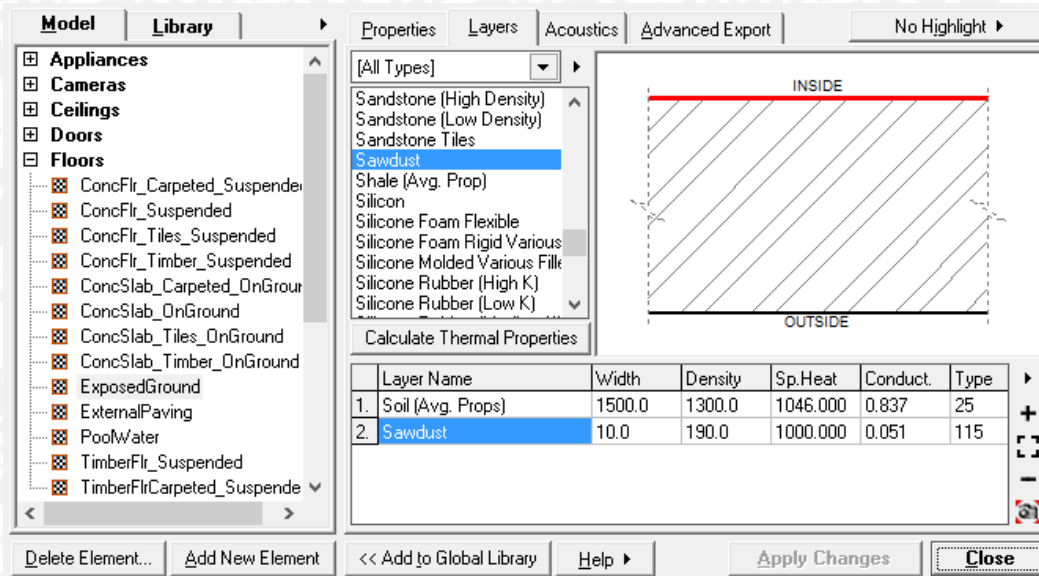 Model
Library
Properties
Layers
Acoustics
Advanced Export
No Highlight
Appliances
Cameras
Ceilings
Doors
Floors
ConcFlr_Carpeted_Suspende
ConcFlr_Suspended
ConcFlr_Tiles_Suspended
ConcFlr_Timber_Suspended
ConcSlab_Carpeted_OnGrour
ConcSlab_OnGround
ConcSlab_Tiles_OnGround
ConcSlab_Timber_OnGround
ExposedGround
ExternalPaving
PoolWater
TimberFlr_Suspended
TimberFlrCarpeted_Suspende
[All Types]
Sandstone (High Density)
Sandstone (Low Density)
Sandstone Tiles
Sawdust
Shale (Avg. Prop)
Silicon
Silicone Foam Flexible
Silicone Foam Rigid Various
Silicone Molded Various Fille
Silicone Rubber (High K)
Silicone Rubber (Low K)
Calculate Thermal Properties
INSIDE
OUTSIDE
Layer Name Width Density Sp.Heat Conduct. Type
1. Soil (Avg. Props) 1500.0 1300.0 1046.000 0.837 25
2. Sawdust 10.0 190.0 1000.000 0.051 115
Delete Element...
Add New Element
<< Add to Global Library
Help
Apply Changes
Close